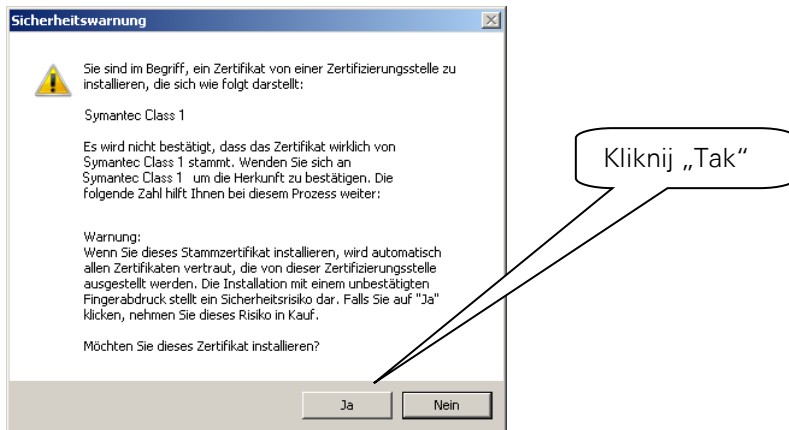 Sicherheitswarnung
Sie sind im Begriff, ein Zertifikat von einer Zertifizierungsstelle zu
installieren, die sich wie folgt darstellt:
Symantec Class 1
Es wird nicht bestätigt, dass das Zertifikat wirklich von
Symantec Class 1 stammt. Wenden Sie sich an
Symantec Class 1 um die Herkunft zu bestätigen. Die
folgende Zahl hilft Ihnen bei diesem Prozess weiter:
Warnung:
Wenn Sie dieses Stammzertifikat installieren, wird automatisch
allen Zertifikaten vertraut, die von dieser Zertifizierungsstelle
ausgestellt werden. Die Installation mit einem unbestätigten
Fingerabdruck stellt ein Sicherheitsrisiko dar. Falls Sie auf "Ja"
klicken, nehmen Sie dieses Risiko in Kauf.
Möchten Sie dieses Zertifikat installieren?
Ja
Nein
Kliknij „Tak“